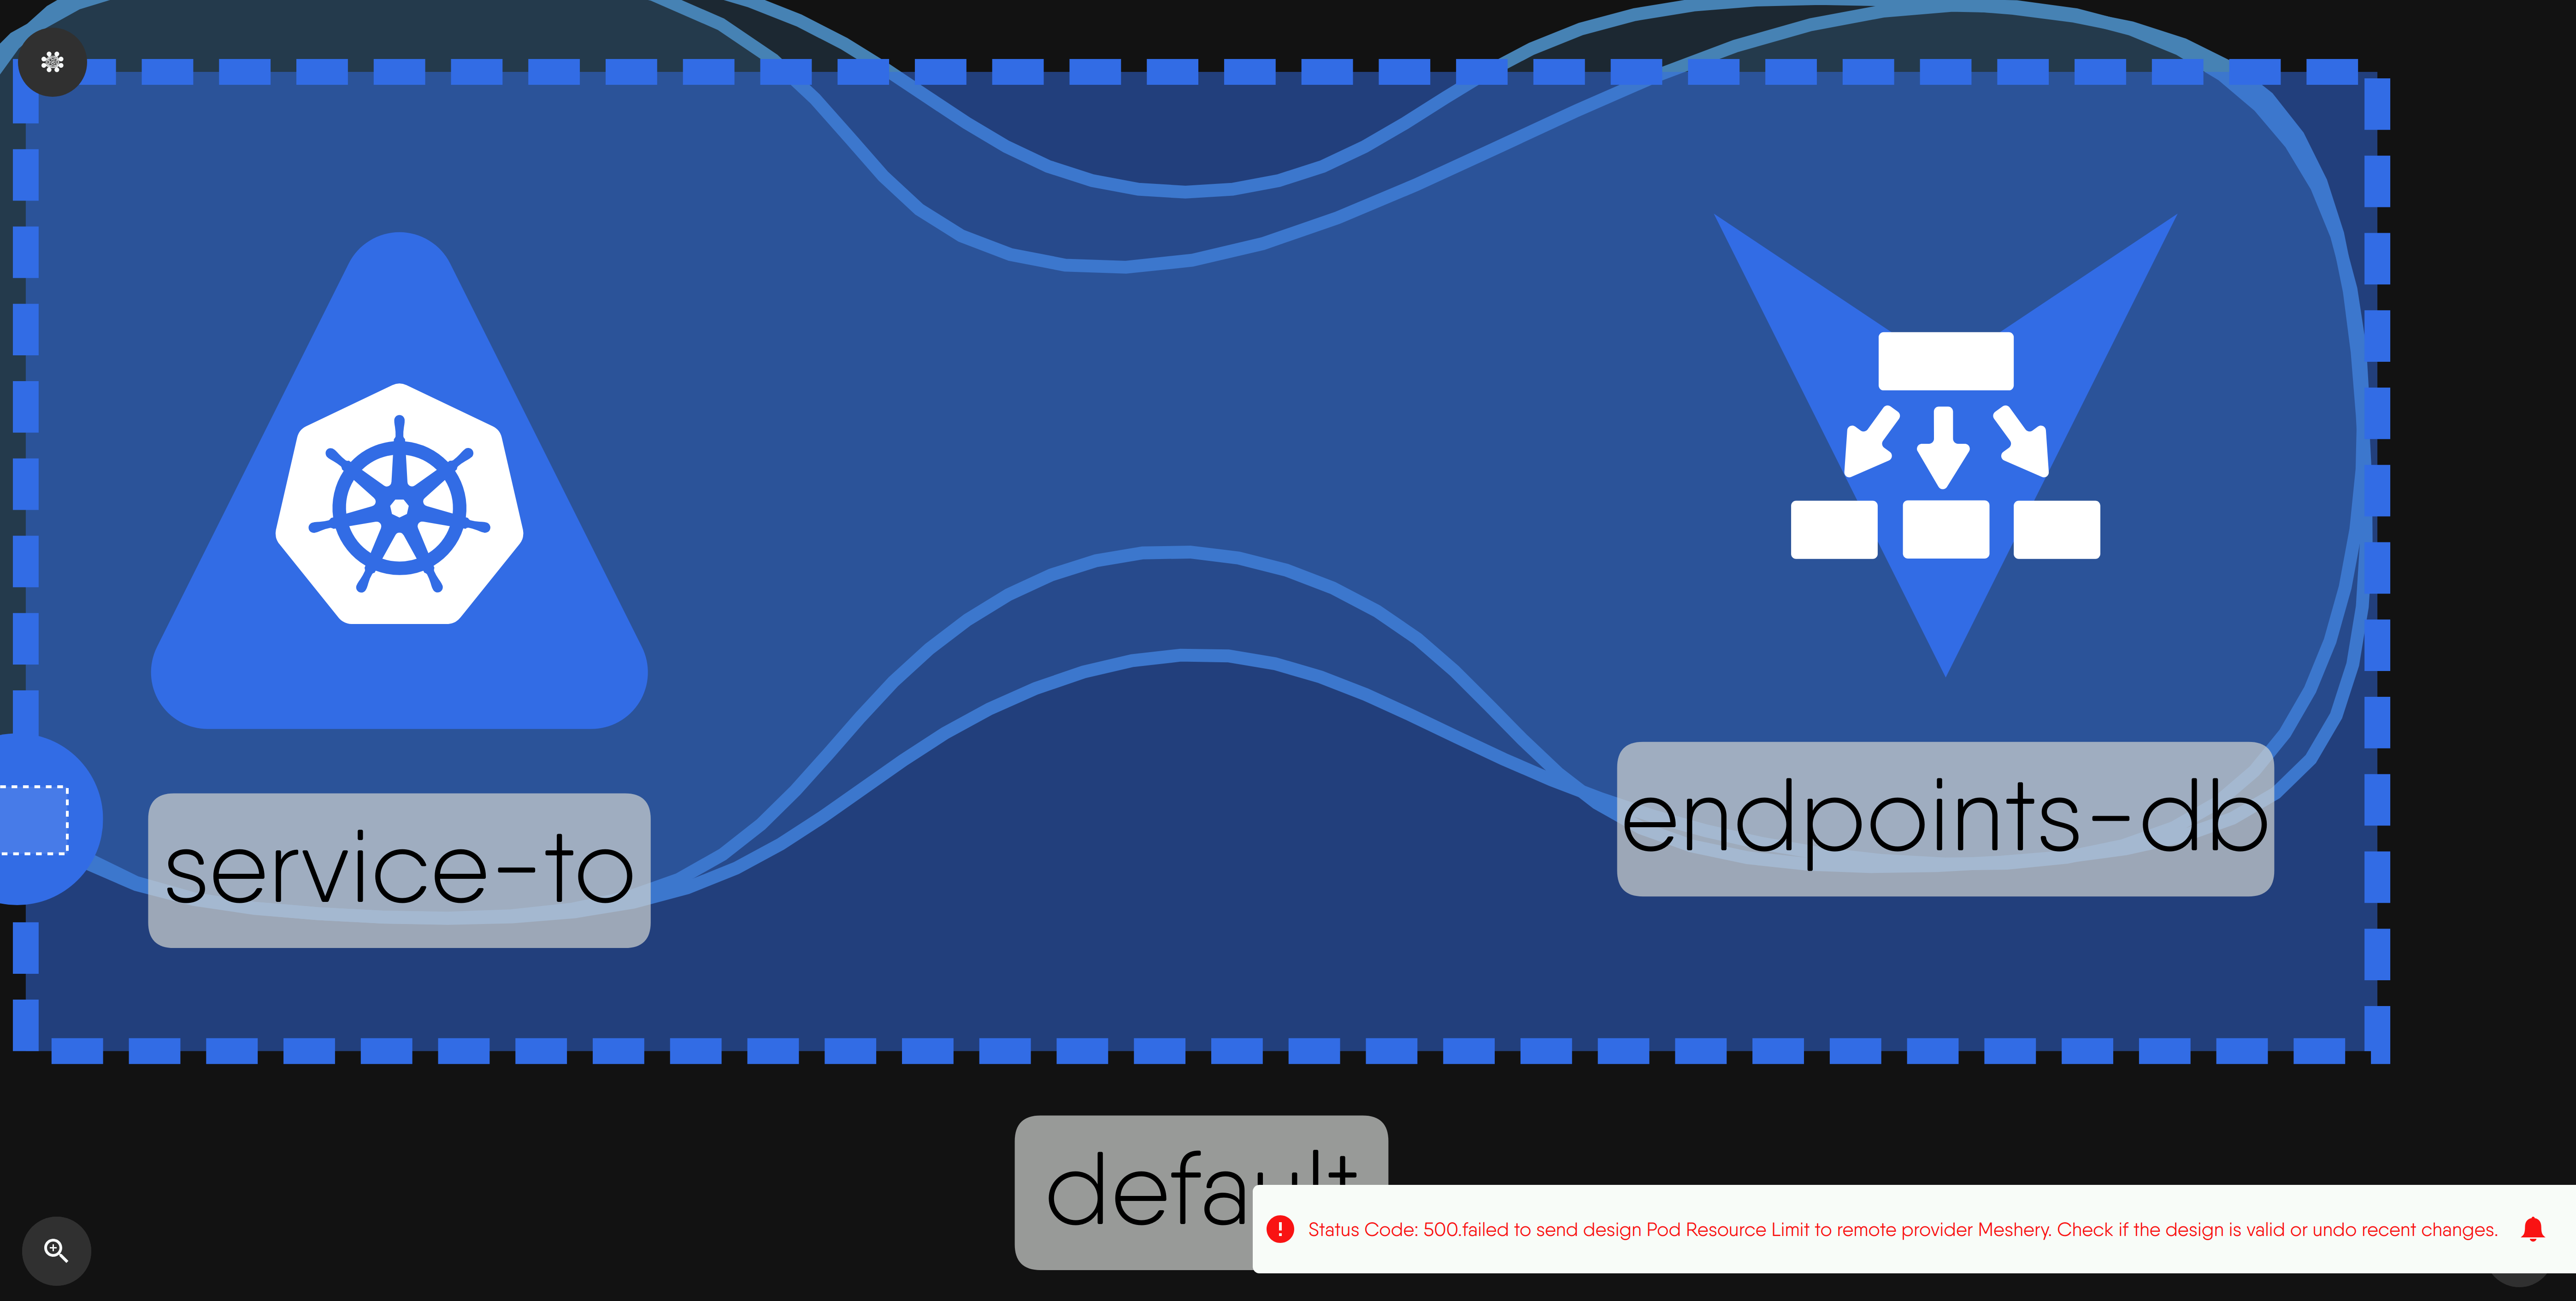 service-to
endpoints-db
default
Status Code: 500.failed to send design Pod Resource Limit to remote provider Meshery. Check if the design is valid or undo recent changes.